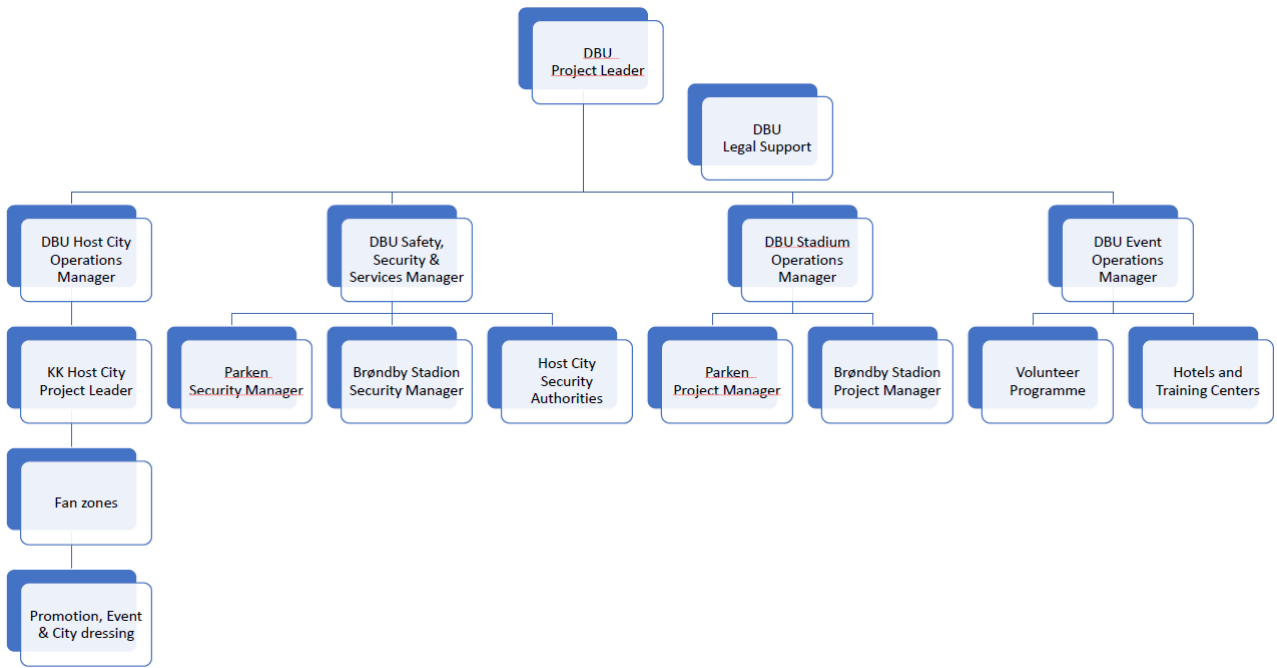 DBU
Project Leader
DBU
Legal Support
DBU Host City
Operations
Manager
DBU Safety,
Security &
Services Manager
DBU Stadium
Operations
Manager
DBU Event
Operations
Manager
KK Host City
Project Leader
Parken
Security Manager
Brøndby Stadion
Security Manager
Host City
Security
Authorities
Parken
Project Manager
Brøndby Stadion
Project Manager
Volunteer
Programme
Hotels and
Training Centers
Fan zones
Promotion, Event
& City dressing